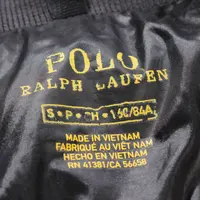 POLO
RALPH LAUREN
S•P•CH•160/84A
MADE IN VIETNAM
FABRIQUÉ AU VIÊT NAM
HECHO EN VIETNAM
RN 41381/CA 56658